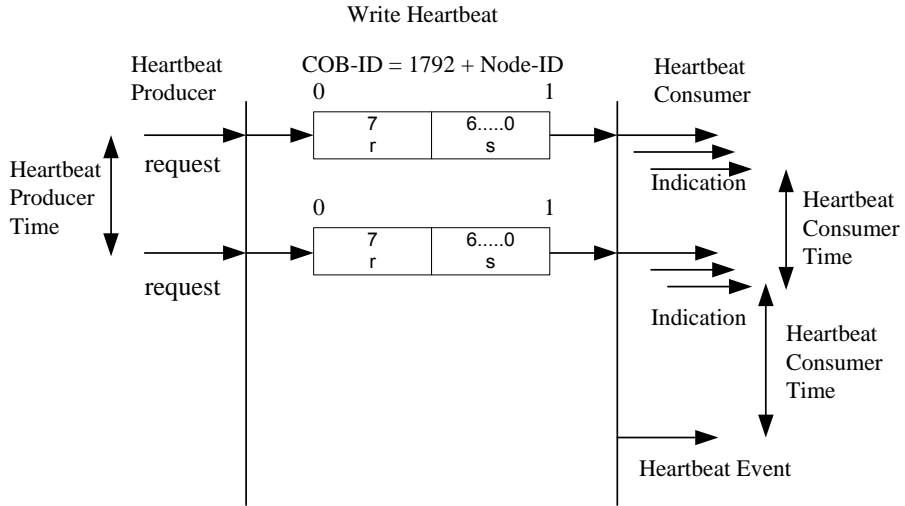 Write Heartbeat
COB-ID = 1792 + Node-ID
Heartbeat
Producer
Heartbeat
Consumer
0
1
7
r
6.....0
s
request
Indication
Heartbeat
Producer
Time
0
1
7
r
6.....0
s
Heartbeat
Consumer
Time
request
Indication
Heartbeat
Consumer
Time
Heartbeat Event